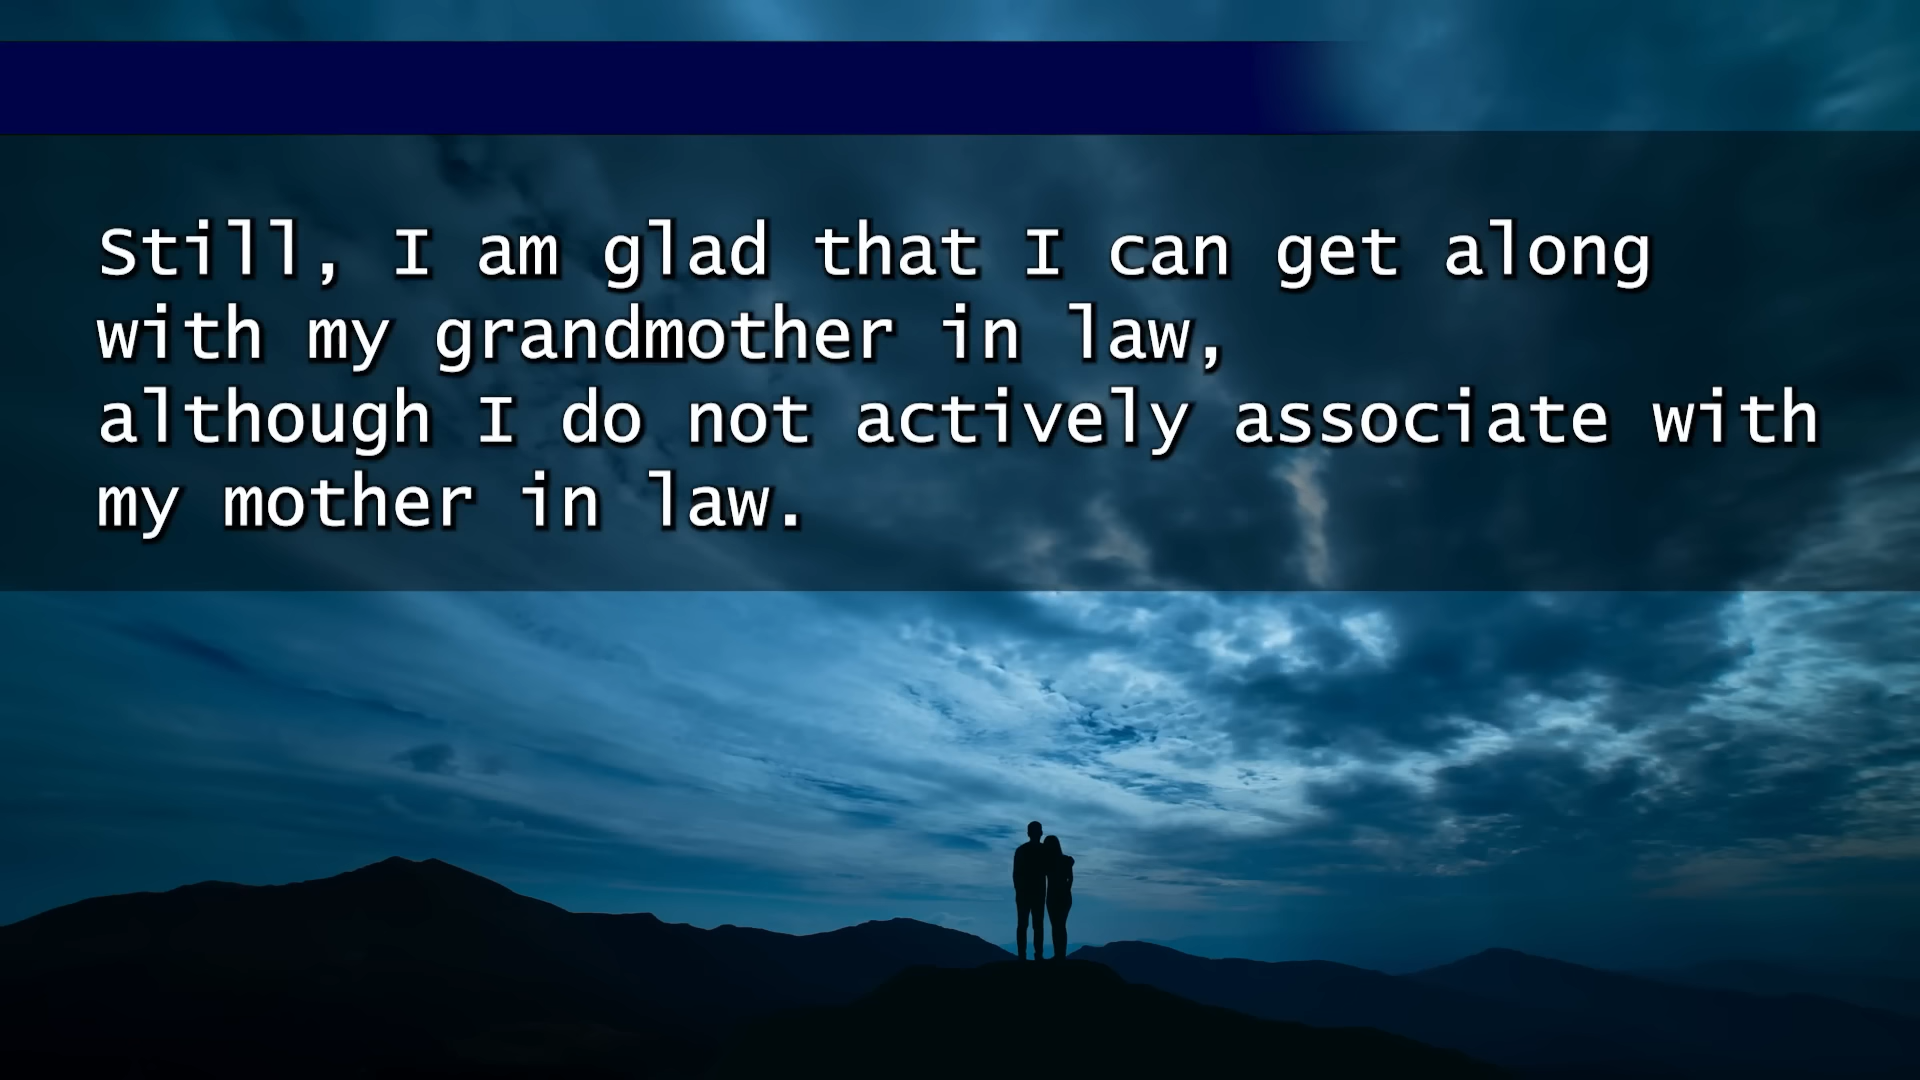 Still, I am glad that I can get along
with my grandmother in law,
although I do not actively associate with
my mother in law.